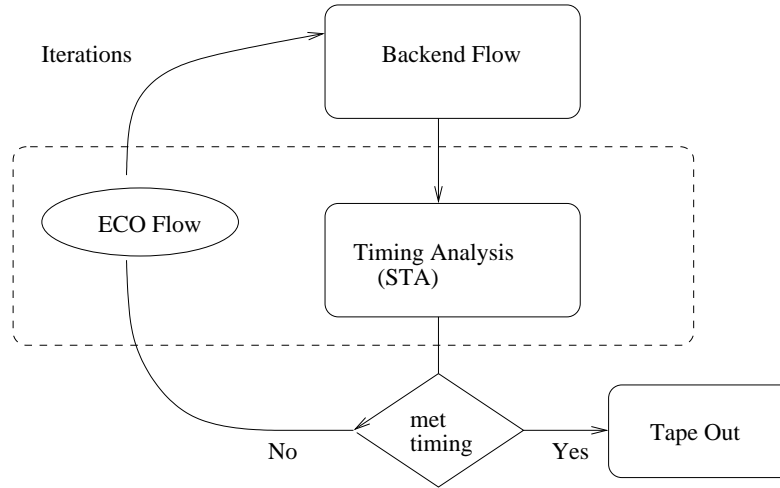 Iterations
Backend Flow
ECO Flow
Timing Analysis
(STA)
met
timing
No
Yes
Tape Out